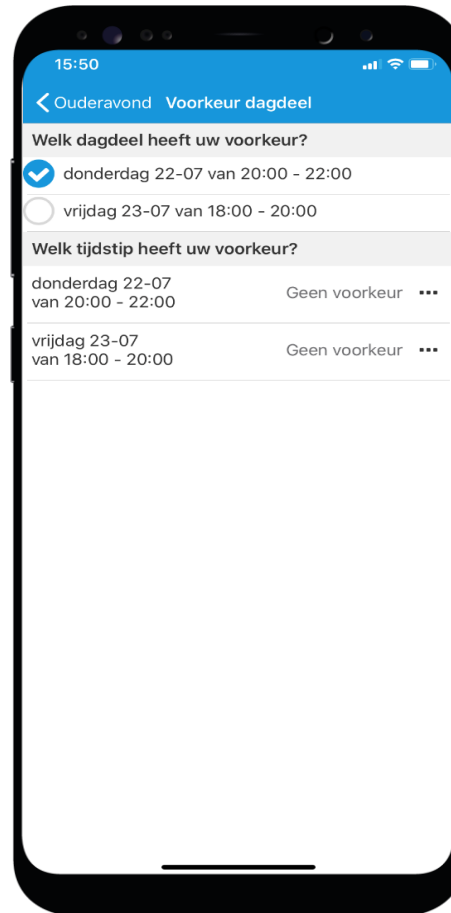 15:50
Ouderavond Voorkeur dagdeel
Welk dagdeel heeft uw voorkeur?
donderdag 22-07 van 20:00 - 22:00
vrijdag 23-07 van 18:00 - 20:00
Welk tijdstip heeft uw voorkeur?
donderdag 22-07
van 20:00 - 22:00
Geen voorkeur
vrijdag 23-07
van 18:00 - 20:00
Geen voorkeur